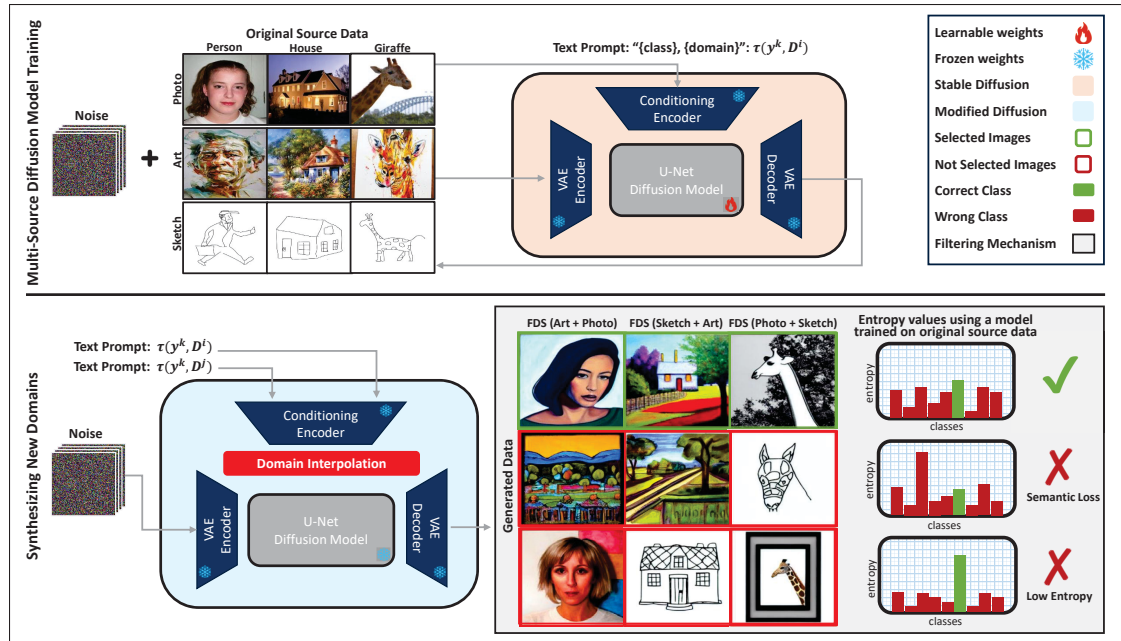 Multi-Source Diffusion Model Training
Original Source Data
Person House Giraffe
Photo
Art
Sketch
Noise
Text Prompt: “{class}, {domain}”: τ(y^k, D^i)
Conditioning
Encoder
VAE
Encoder
U-Net
Diffusion Model
VAE
Decoder
Learnable weights
Frozen weights
Stable Diffusion
Modified Diffusion
Selected Images
Not Selected Images
Correct Class
Wrong Class
Filtering Mechanism
Synthesizing New Domains
Text Prompt: τ(y^k, D^i)
Text Prompt: τ(y^k, D^j)
Noise
Conditioning
Encoder
Domain Interpolation
VAE
Encoder
U-Net
Diffusion Model
VAE
Decoder
Generated Data
FDS (Art + Photo) FDS (Sketch + Art) FDS (Photo + Sketch)
Entropy values using a model
trained on original source data
entropy
classes
entropy
classes
Semantic Loss
entropy
classes
Low Entropy